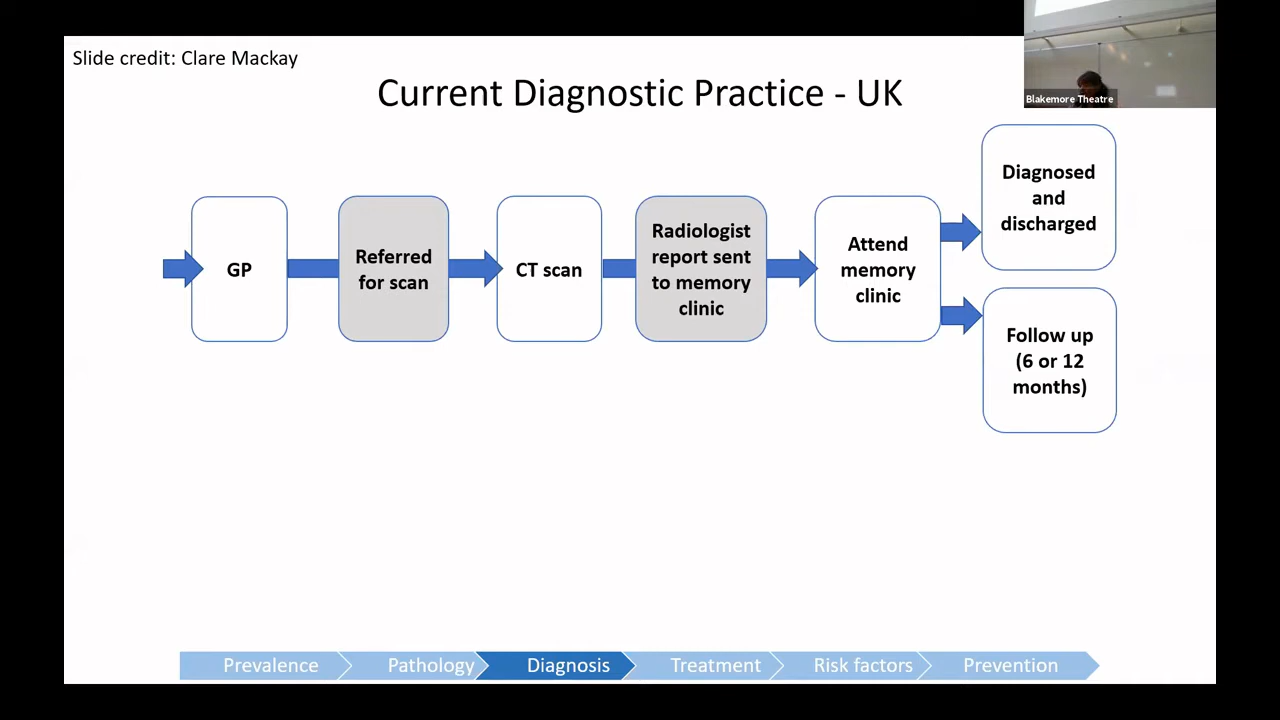 Slide credit: Clare Mackay
Current Diagnostic Practice - UK
Blakemore Theatre
GP
Referred
for scan
CT scan
Radiologist
report sent
to memory
clinic
Attend
memory
clinic
Diagnosed
and
discharged
Follow up
(6 or 12
months)
Prevalence
Pathology
Diagnosis
Treatment
Risk factors
Prevention